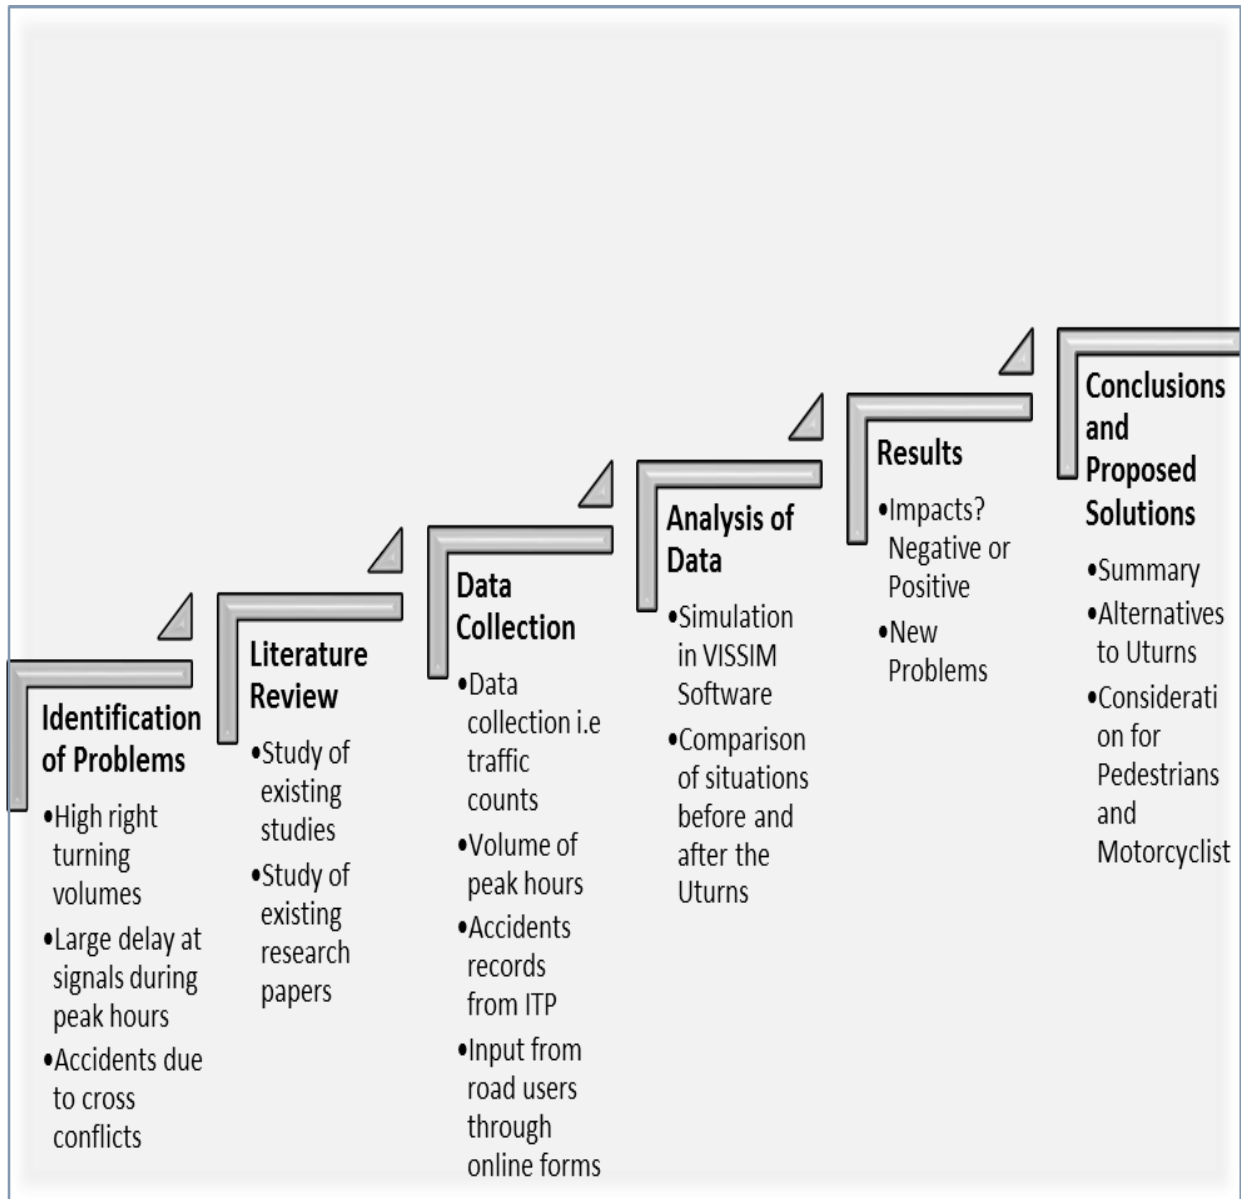 Identification
of Problems
•High right
turning
volumes
•Large delay at
signals during
peak hours
•Accidents due
to cross
conflicts
Literature
Review
•Study of
existing
studies
•Study of
existing
research
papers
Data
Collection
•Data
collection i.e
traffic
counts
•Volume of
peak hours
•Accidents
records
from ITP
•Input from
road users
through
online forms
Analysis of
Data
•Simulation
in VISSIM
Software
•Comparison
of situations
before and
after the
Uturns
Results
•Impacts?
Negative or
Positive
•New
Problems
Conclusions
and
Proposed
Solutions
•Summary
•Alternatives
to Uturns
•Considerati
on for
Pedestrians
and
Motorcyclist